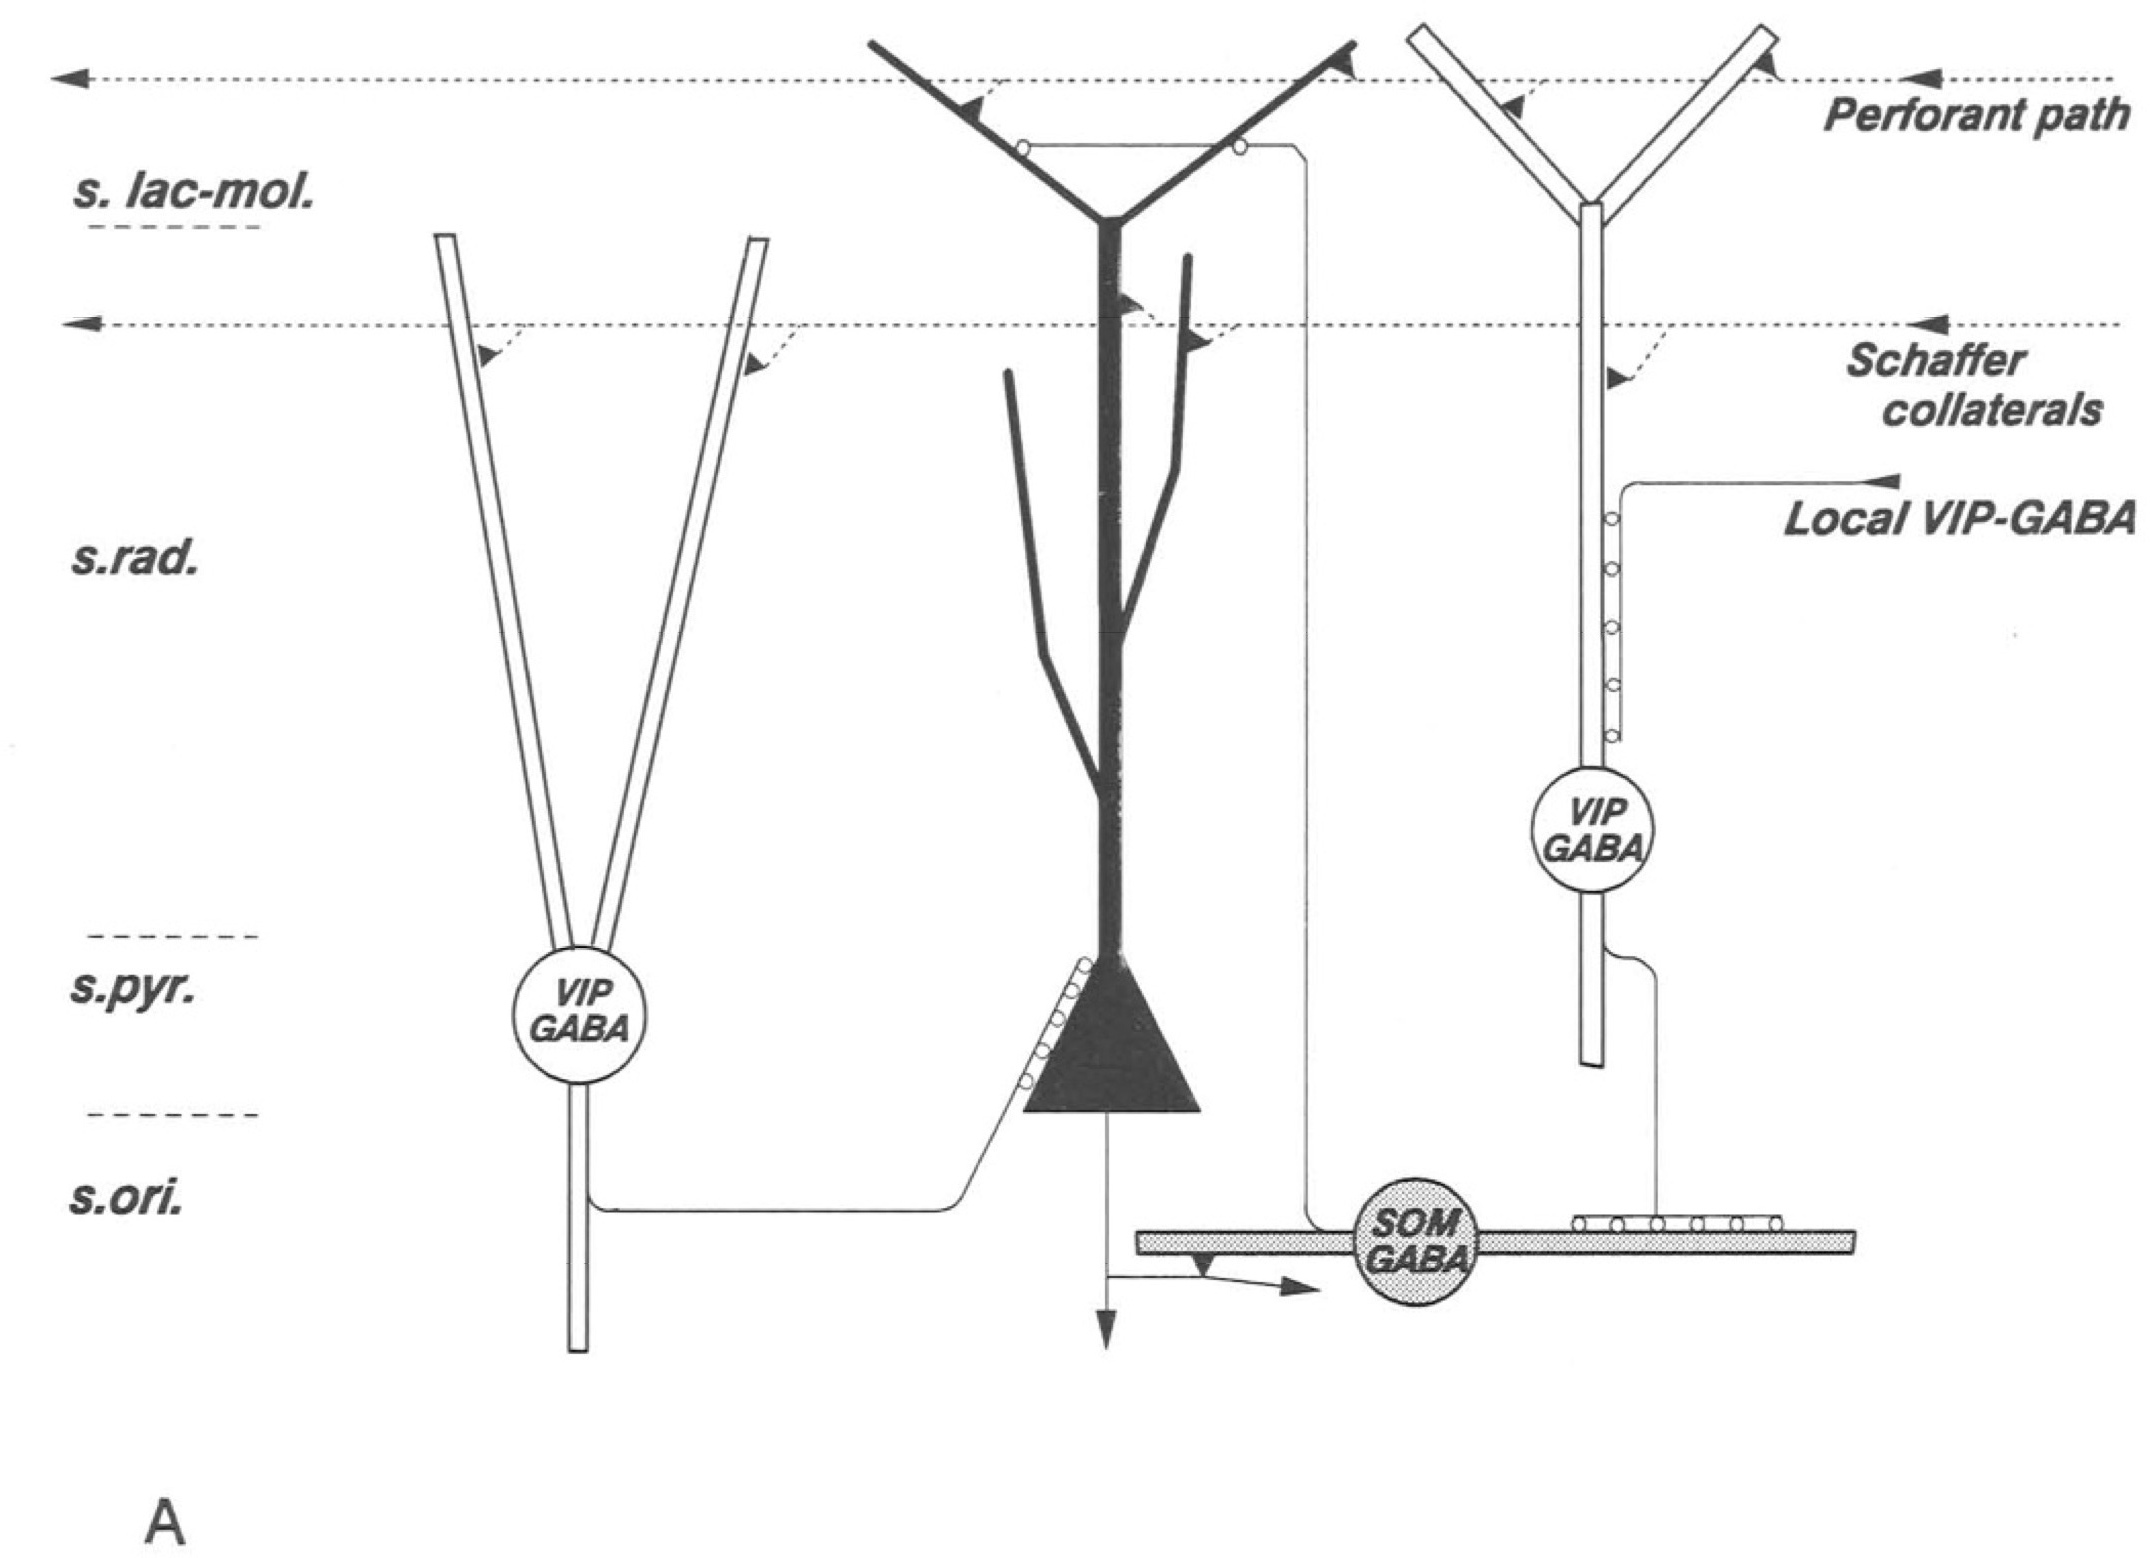 Perforant path
s. lac-mol.
Schaffer
collaterals
Local VIP-GABA
s.rad.
VIP
GABA
s.pyr.
VIP
GABA
s.ori.
SOM
GABA
A